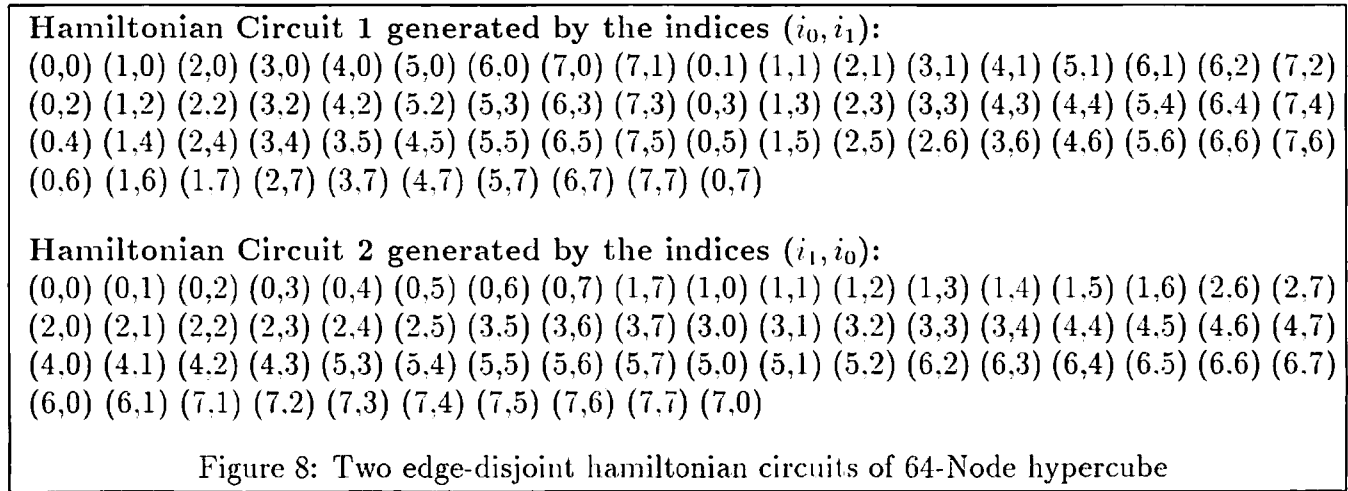 Hamiltonian Circuit 1 generated by the indices (i₀, i₁):
(0,0) (1,0) (2,0) (3,0) (4,0) (5,0) (6,0) (7,0) (7,1) (0,1) (1,1) (2,1) (3,1) (4,1) (5,1) (6,1) (6,2) (7,2)
(0,2) (1,2) (2.2) (3,2) (4,2) (5.2) (5,3) (6,3) (7,3) (0,3) (1,3) (2,3) (3,3) (4,3) (4,4) (5,4) (6.4) (7,4)
(0.4) (1,4) (2,4) (3,4) (3,5) (4,5) (5,5) (6,5) (7,5) (0,5) (1,5) (2,5) (2.6) (3,6) (4,6) (5.6) (6,6) (7,6)
(0.6) (1,6) (1.7) (2,7) (3,7) (4,7) (5,7) (6,7) (7,7) (0,7)
Hamiltonian Circuit 2 generated by the indices (i₁, i₀):
(0,0) (0,1) (0,2) (0,3) (0,4) (0,5) (0,6) (0,7) (1,7) (1,0) (1,1) (1,2) (1,3) (1,4) (1.5) (1,6) (2.6) (2,7)
(2,0) (2,1) (2,2) (2,3) (2,4) (2.5) (3.5) (3,6) (3,7) (3.0) (3,1) (3.2) (3,3) (3,4) (4.4) (4.5) (4.6) (4,7)
(4.0) (4.1) (4.2) (4,3) (5,3) (5.4) (5,5) (5,6) (5,7) (5.0) (5,1) (5.2) (6,2) (6,3) (6,4) (6.5) (6.6) (6.7)
(6,0) (6,1) (7,1) (7.2) (7,3) (7,4) (7,5) (7,6) (7,7) (7,0)
Figure 8: Two edge-disjoint hamiltonian circuits of 64-Node hypercube